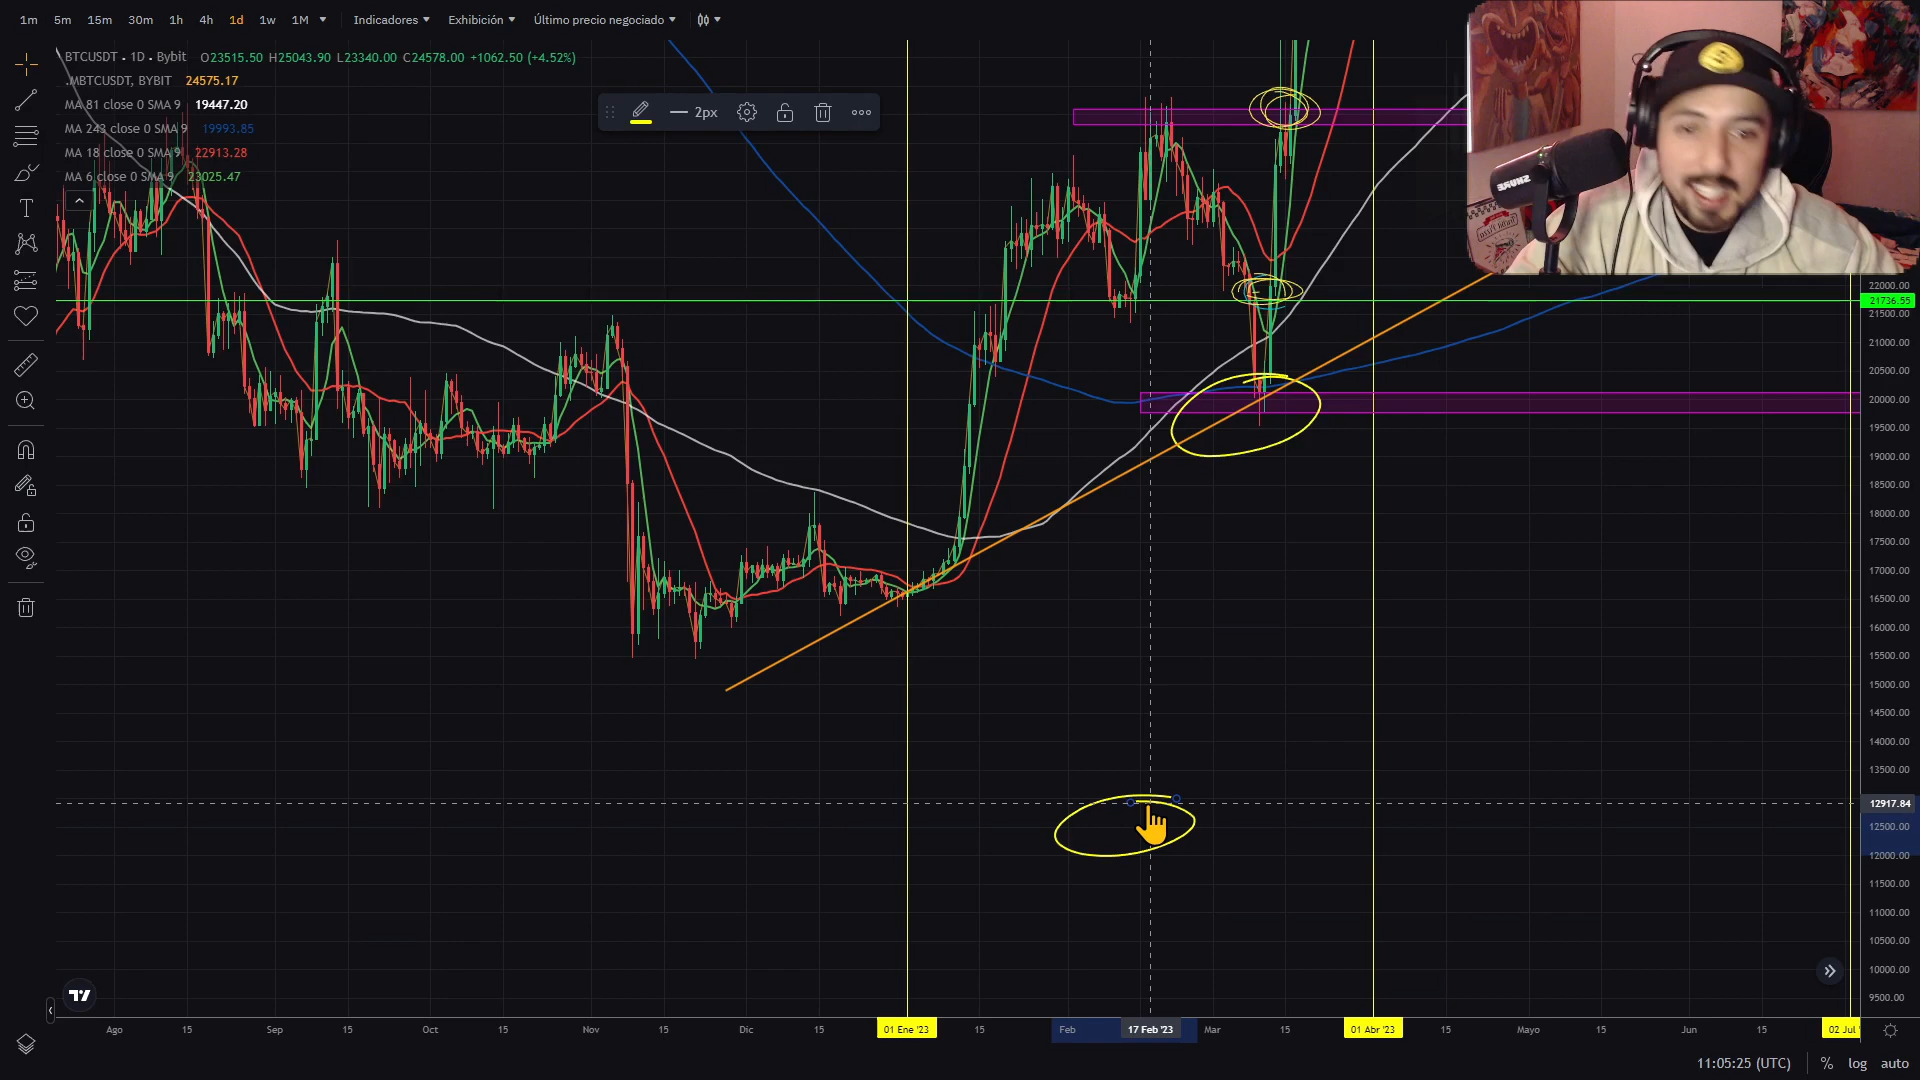 1m 5m 15m 30m 1h 4h 1d 1w 1M Indicadores Exhibición Último precio negociado
BTCUSDT • 1D • Bybit O23515.50 H25043.90 L23340.00 C24578.00 +1062.50 (+4.52%)
.MBTCUSDT, BYBIT 24575.17
MA 81 close 0 SMA 9 19447.20
MA 243 close 0 SMA 9 19993.85
MA 18 close 0 SMA 9 22913.28
MA 6 close 0 SMA 9 23025.47
2px
SHURE
22000.00
21736.55
21500.00
21000.00
20500.00
20000.00
19500.00
19000.00
18500.00
18000.00
17500.00
17000.00
16500.00
16000.00
15500.00
15000.00
14500.00
14000.00
13500.00
12917.84
12500.00
12000.00
11500.00
11000.00
10500.00
10000.00
9500.00
Ago 15 Sep 15 Oct 15 Nov 15 Dic 15 01 Ene '23 15 Feb 17 Feb '23 Mar 15 01 Abr '23 15 Mayo 15 Jun 15 02 Jul
11:05:25 (UTC) % log auto